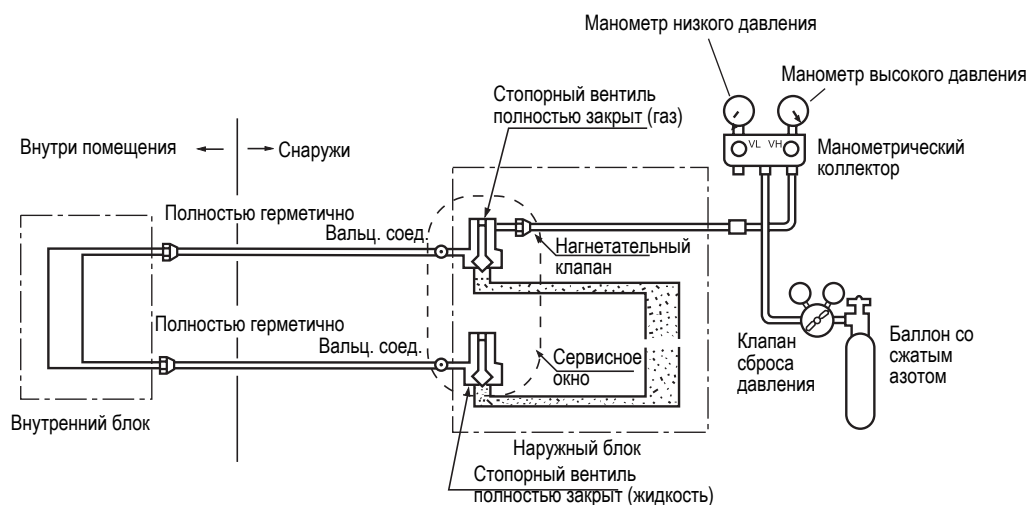 Манометр низкого давления
Манометр высокого давления
Стопорный вентиль
полностью закрыт (газ)
VL VH
Манометрический
коллектор
Внутри помещения
Снаружи
Полностью герметично
Вальц. соед.
Нагнетательный
клапан
Полностью герметично
Вальц. соед.
Сервисное
окно
Клапан
сброса
давления
Баллон со
сжатым
азотом
Внутренний блок
Наружный блок
Стопорный вентиль
полностью закрыт (жидкость)